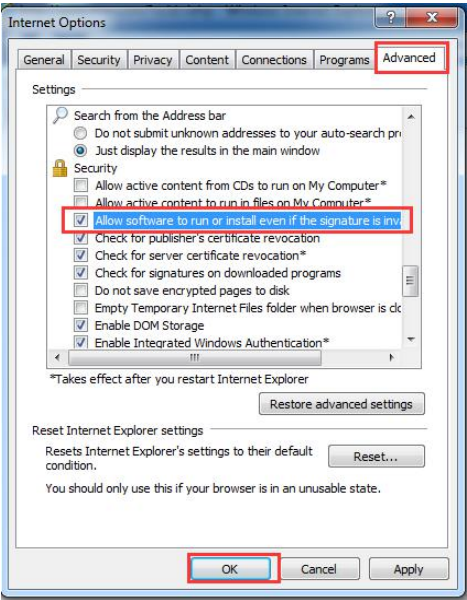 Internet Options
?
X
General Security Privacy Content Connections Programs Advanced
Settings
Search from the Address bar
Do not submit unknown addresses to your auto-search pro
Just display the results in the main window
Security
Allow active content from CDs to run on My Computer*
Allow active content to run in files on My Computer*
Allow software to run or install even if the signature is inva
Check for publisher's certificate revocation
Check for server certificate revocation*
Check for signatures on downloaded programs
Do not save encrypted pages to disk
Empty Temporary Internet Files folder when browser is clo
Enable DOM Storage
Enable Integrated Windows Authentication*
*Takes effect after you restart Internet Explorer
Restore advanced settings
Reset Internet Explorer settings
Resets Internet Explorer's settings to their default
condition.
Reset...
You should only use this if your browser is in an unusable state.
OK Cancel Apply